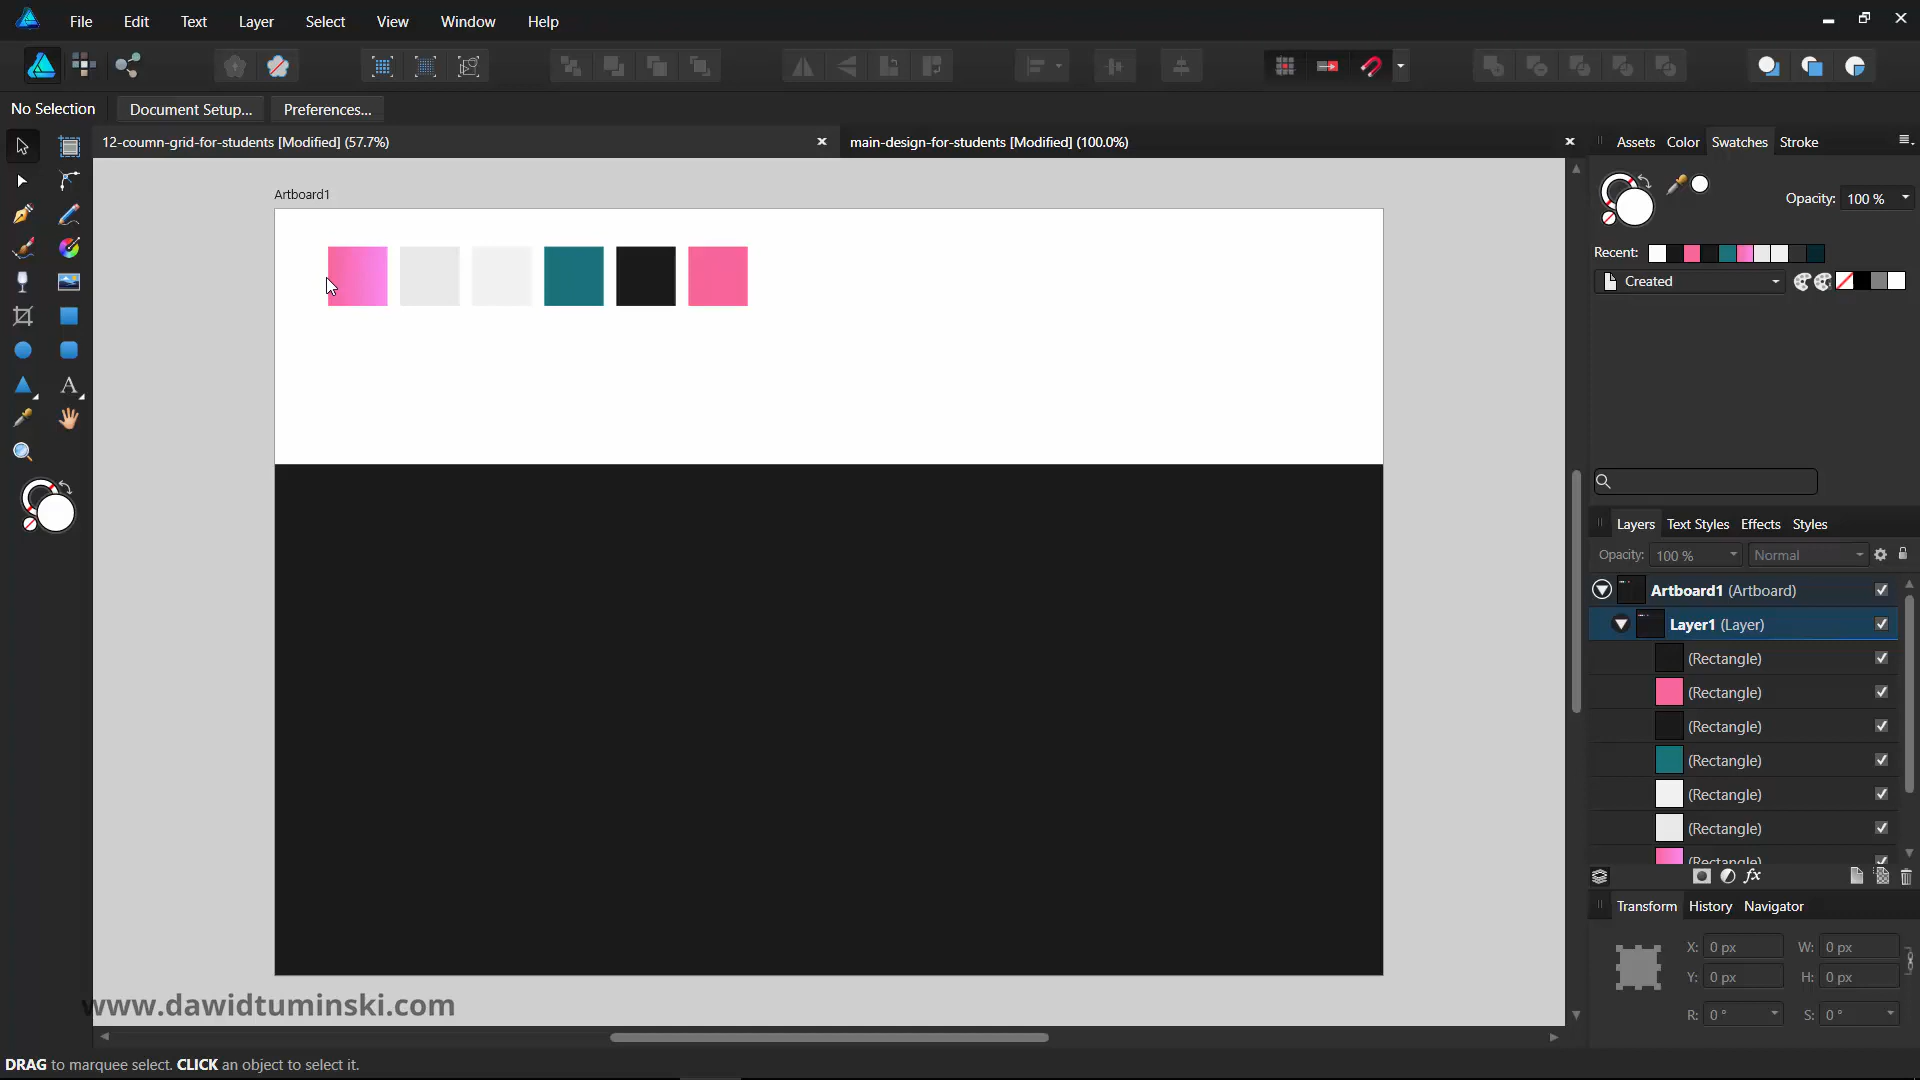 File Edit Text Layer Select View Window Help
No Selection Document Setup... Preferences...
12-coumn-grid-for-students [Modified] (57.7%)
main-design-for-students [Modified] (100.0%)
Assets Color Swatches Stroke
Artboard1
Opacity: 100 %
Recent:
Created
Layers Text Styles Effects Styles
Opacity: 100 % Normal
Artboard1 (Artboard)
Layer1 (Layer)
(Rectangle)
(Rectangle)
(Rectangle)
(Rectangle)
(Rectangle)
(Rectangle)
(Rectangle)
Transform History Navigator
X: 0 px W: 0 px
Y: 0 px H: 0 px
R: 0 ° S: 0 °
www.dawidtuminski.com
DRAG to marquee select. CLICK an object to select it.